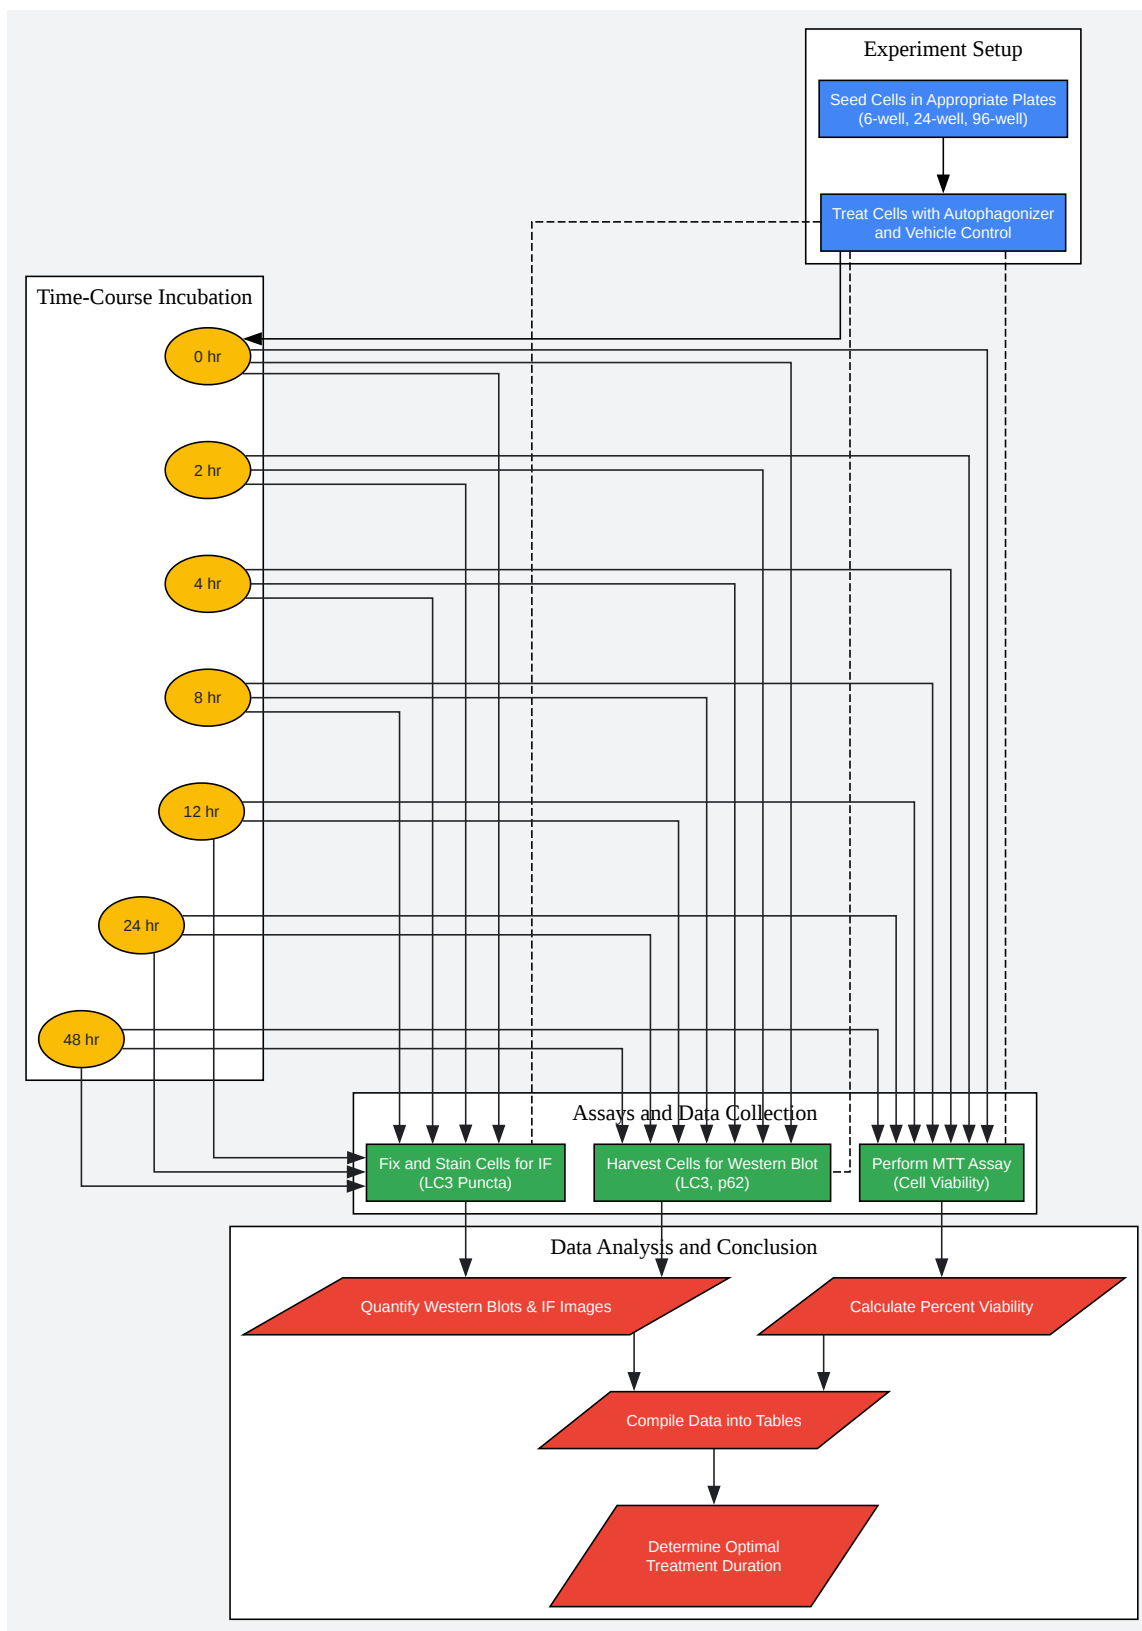 Experiment Setup
Seed Cells in Appropriate Plates
(6-well, 24-well, 96-well)
Treat Cells with Autophagonizer
and Vehicle Control
Time-Course Incubation
0 hr
2 hr
4 hr
8 hr
12 hr
24 hr
48 hr
Assays and Data Collection
Fix and Stain Cells for IF
(LC3 Puncta)
Harvest Cells for Western Blot
(LC3, p62)
Perform MTT Assay
(Cell Viability)
Data Analysis and Conclusion
Quantify Western Blots & IF Images
Calculate Percent Viability
Compile Data into Tables
Determine Optimal
Treatment Duration